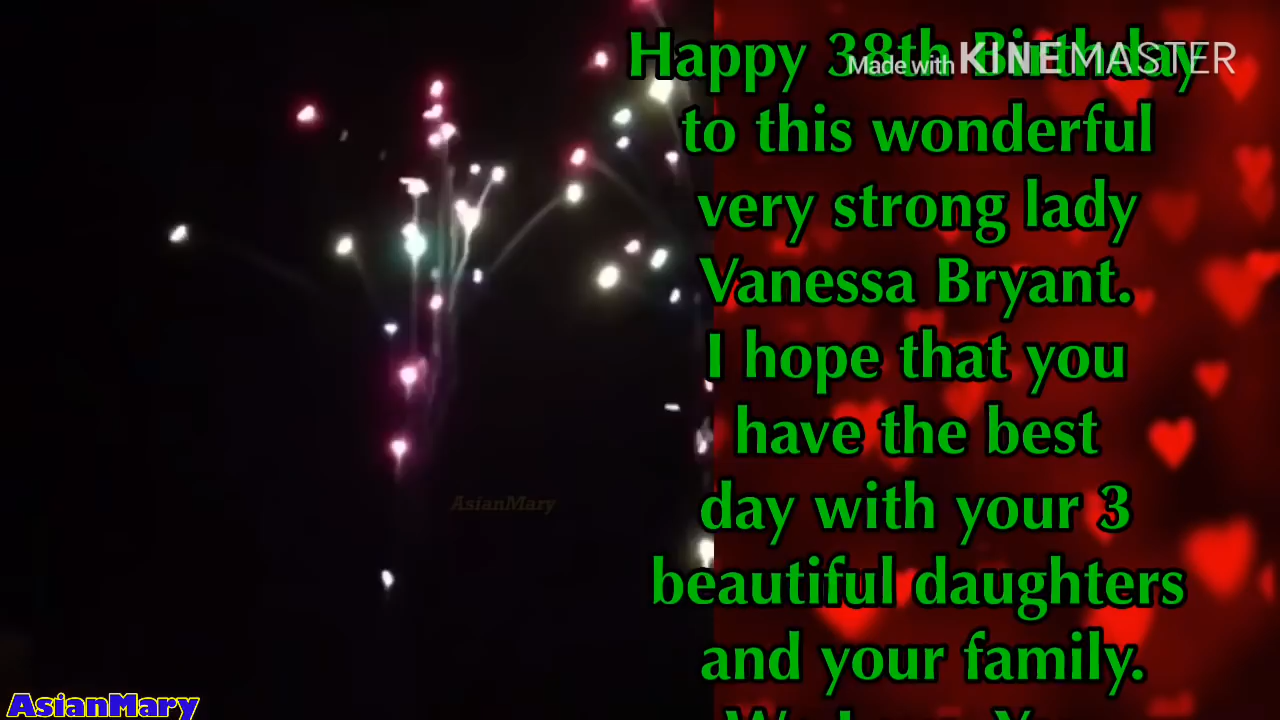 Happy 38th Birthday
Made with KINEMASTER
to this wonderful
very strong lady
Vanessa Bryant.
I hope that you
have the best
day with your 3
beautiful daughters
and your family.
AsianMary
AsianMary